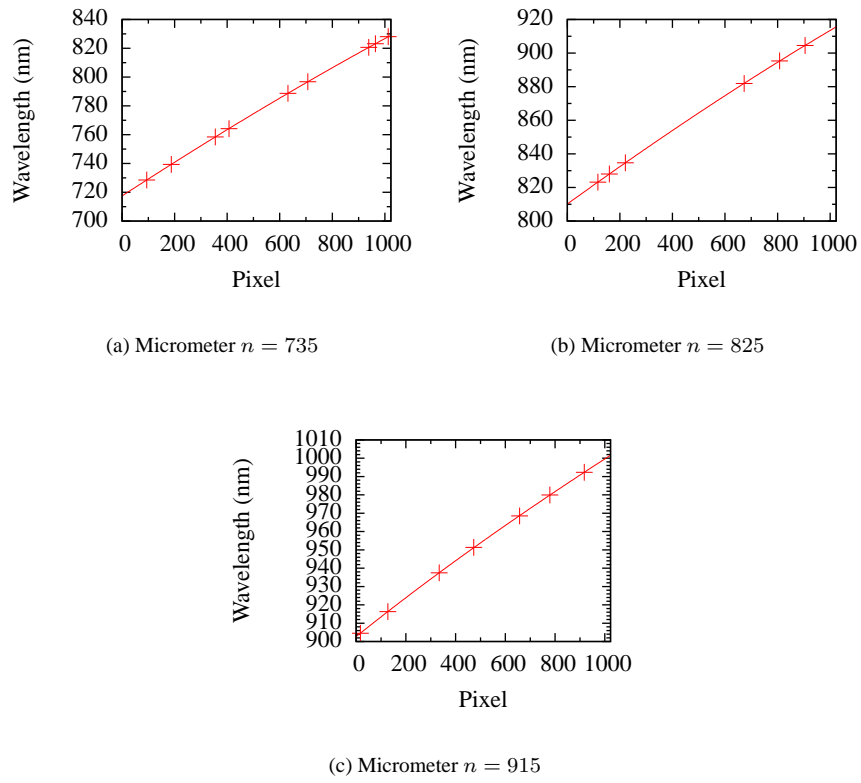 840
820
800
780
760
740
720
700
0 200 400 600 800 1000
Wavelength (nm)
Pixel
(a) Micrometer n = 735
920
900
880
860
840
820
800
0 200 400 600 800 1000
Wavelength (nm)
Pixel
(b) Micrometer n = 825
1010
1000
990
980
970
960
950
940
930
920
910
900
0 200 400 600 800 1000
Wavelength (nm)
Pixel
(c) Micrometer n = 915